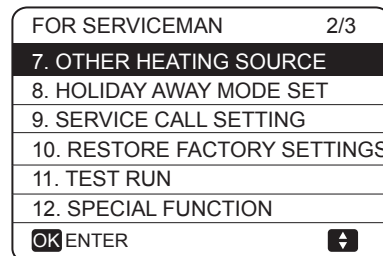 FOR SERVICEMAN 2/3
7. OTHER HEATING SOURCE
8. HOLIDAY AWAY MODE SET
9. SERVICE CALL SETTING
10. RESTORE FACTORY SETTINGS
11. TEST RUN
12. SPECIAL FUNCTION
OK ENTER